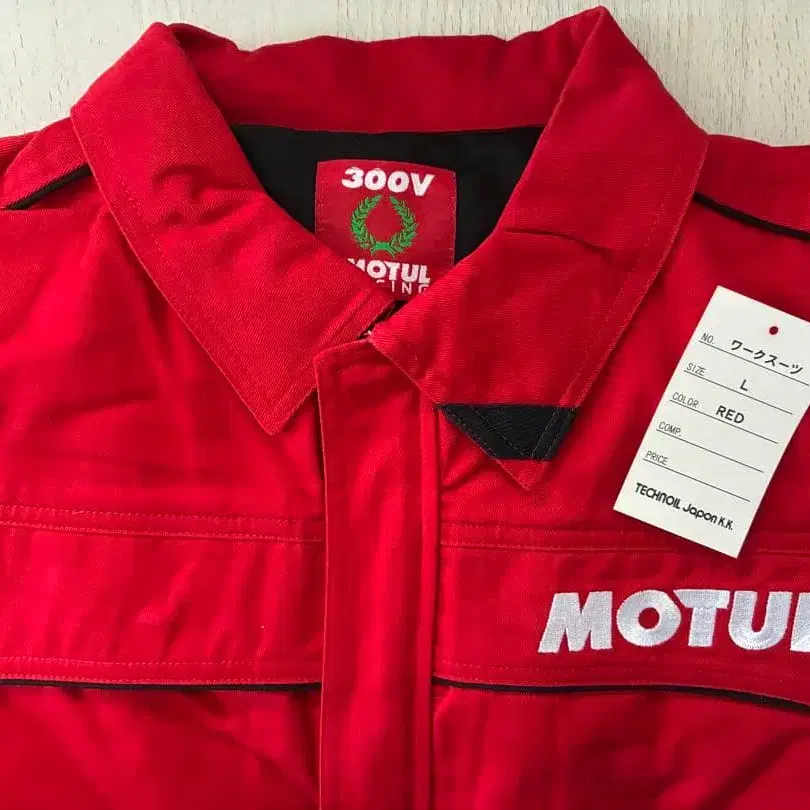 300V
MOTUL
NO. ワークスーツ
SIZE L
COLOR RED
COMP.
PRICE
TECHNOIL Japon K.K.
MOTUL